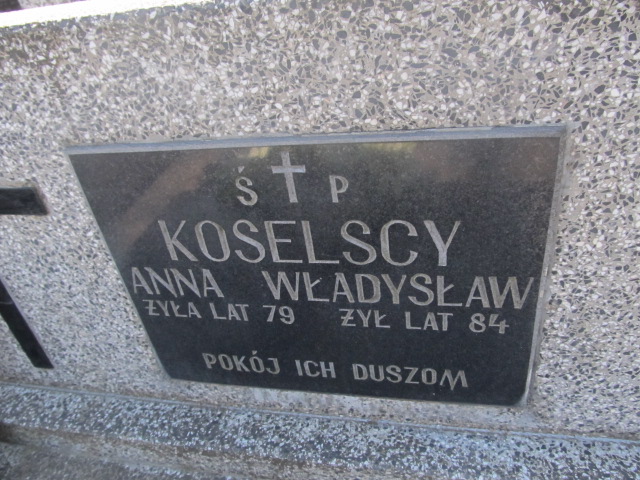 Ś P
KOSELSCY
ANNA WŁADYSŁAW
ŻYŁA LAT 79 ŻYŁ LAT 84
POKÓJ ICH DUSZOM